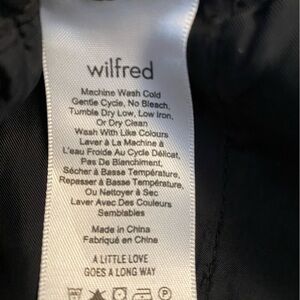 wilfred
Machine Wash Cold
Gentle Cycle, No Bleach,
Tumble Dry Low, Low Iron,
Or Dry Clean
Wash With Like Colours
Laver À La Machine à
L'eau Froide Au Cycle Délicat,
Pas De Blanchiment,
Sécher à Basse Température,
Repasser à Basse Température,
Ou Nettoyer à Sec
Laver Avec Des Couleurs
Semblables
Made in China
Fabriqué en Chine
A LITTLE LOVE
GOES A LONG WAY